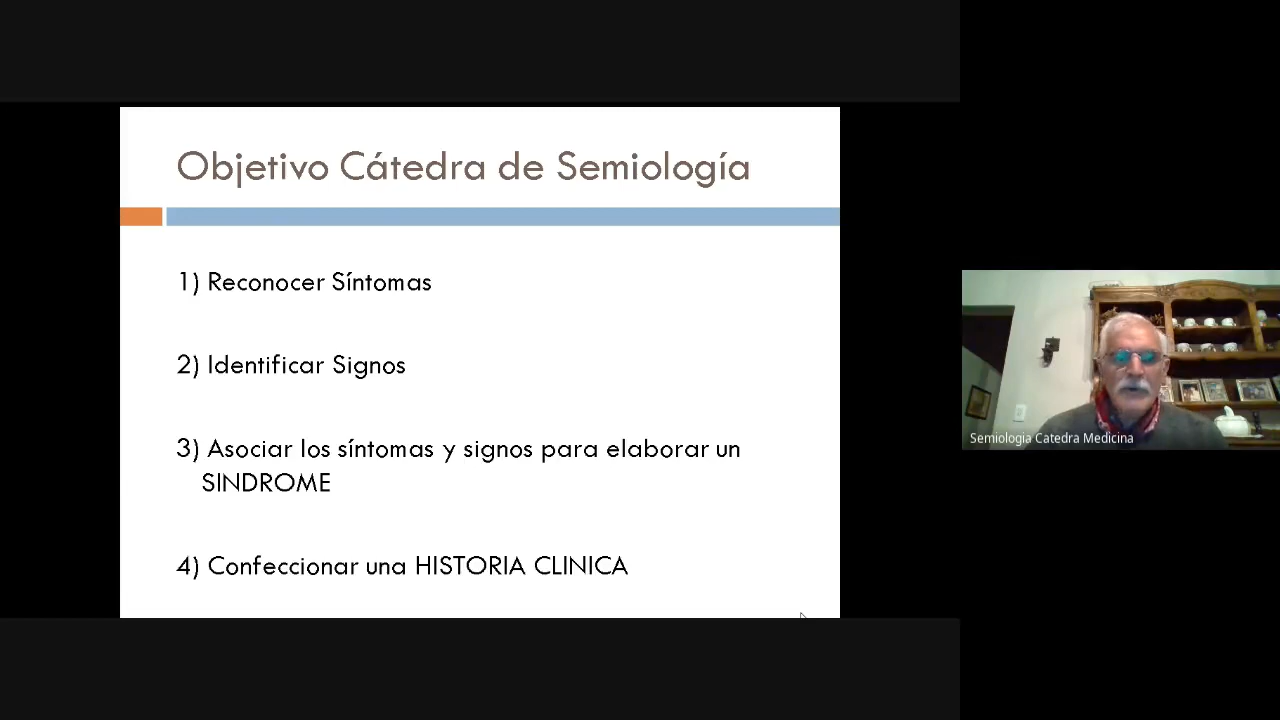 Objetivo Cátedra de Semiología
1) Reconocer Síntomas
2) Identificar Signos
3) Asociar los síntomas y signos para elaborar un
SINDROME
4) Confeccionar una HISTORIA CLINICA
Semiologia Catedra Medicina